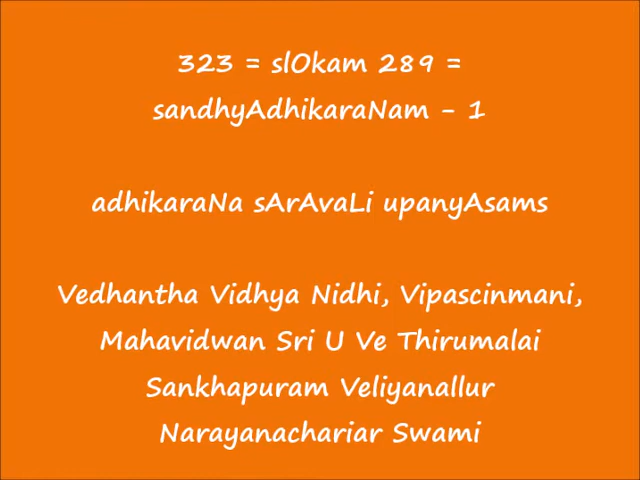 323 = slOkam 289 =
sandhyAdhikaraNam - 1
adhikaraNa sArAvaLi upanyAsams
Vedhantha Vidhya Nidhi, Vipascinmani,
Mahavidwan Sri U Ve Thirumalai
Sankhapuram Veliyanallur
Narayanachariar Swami